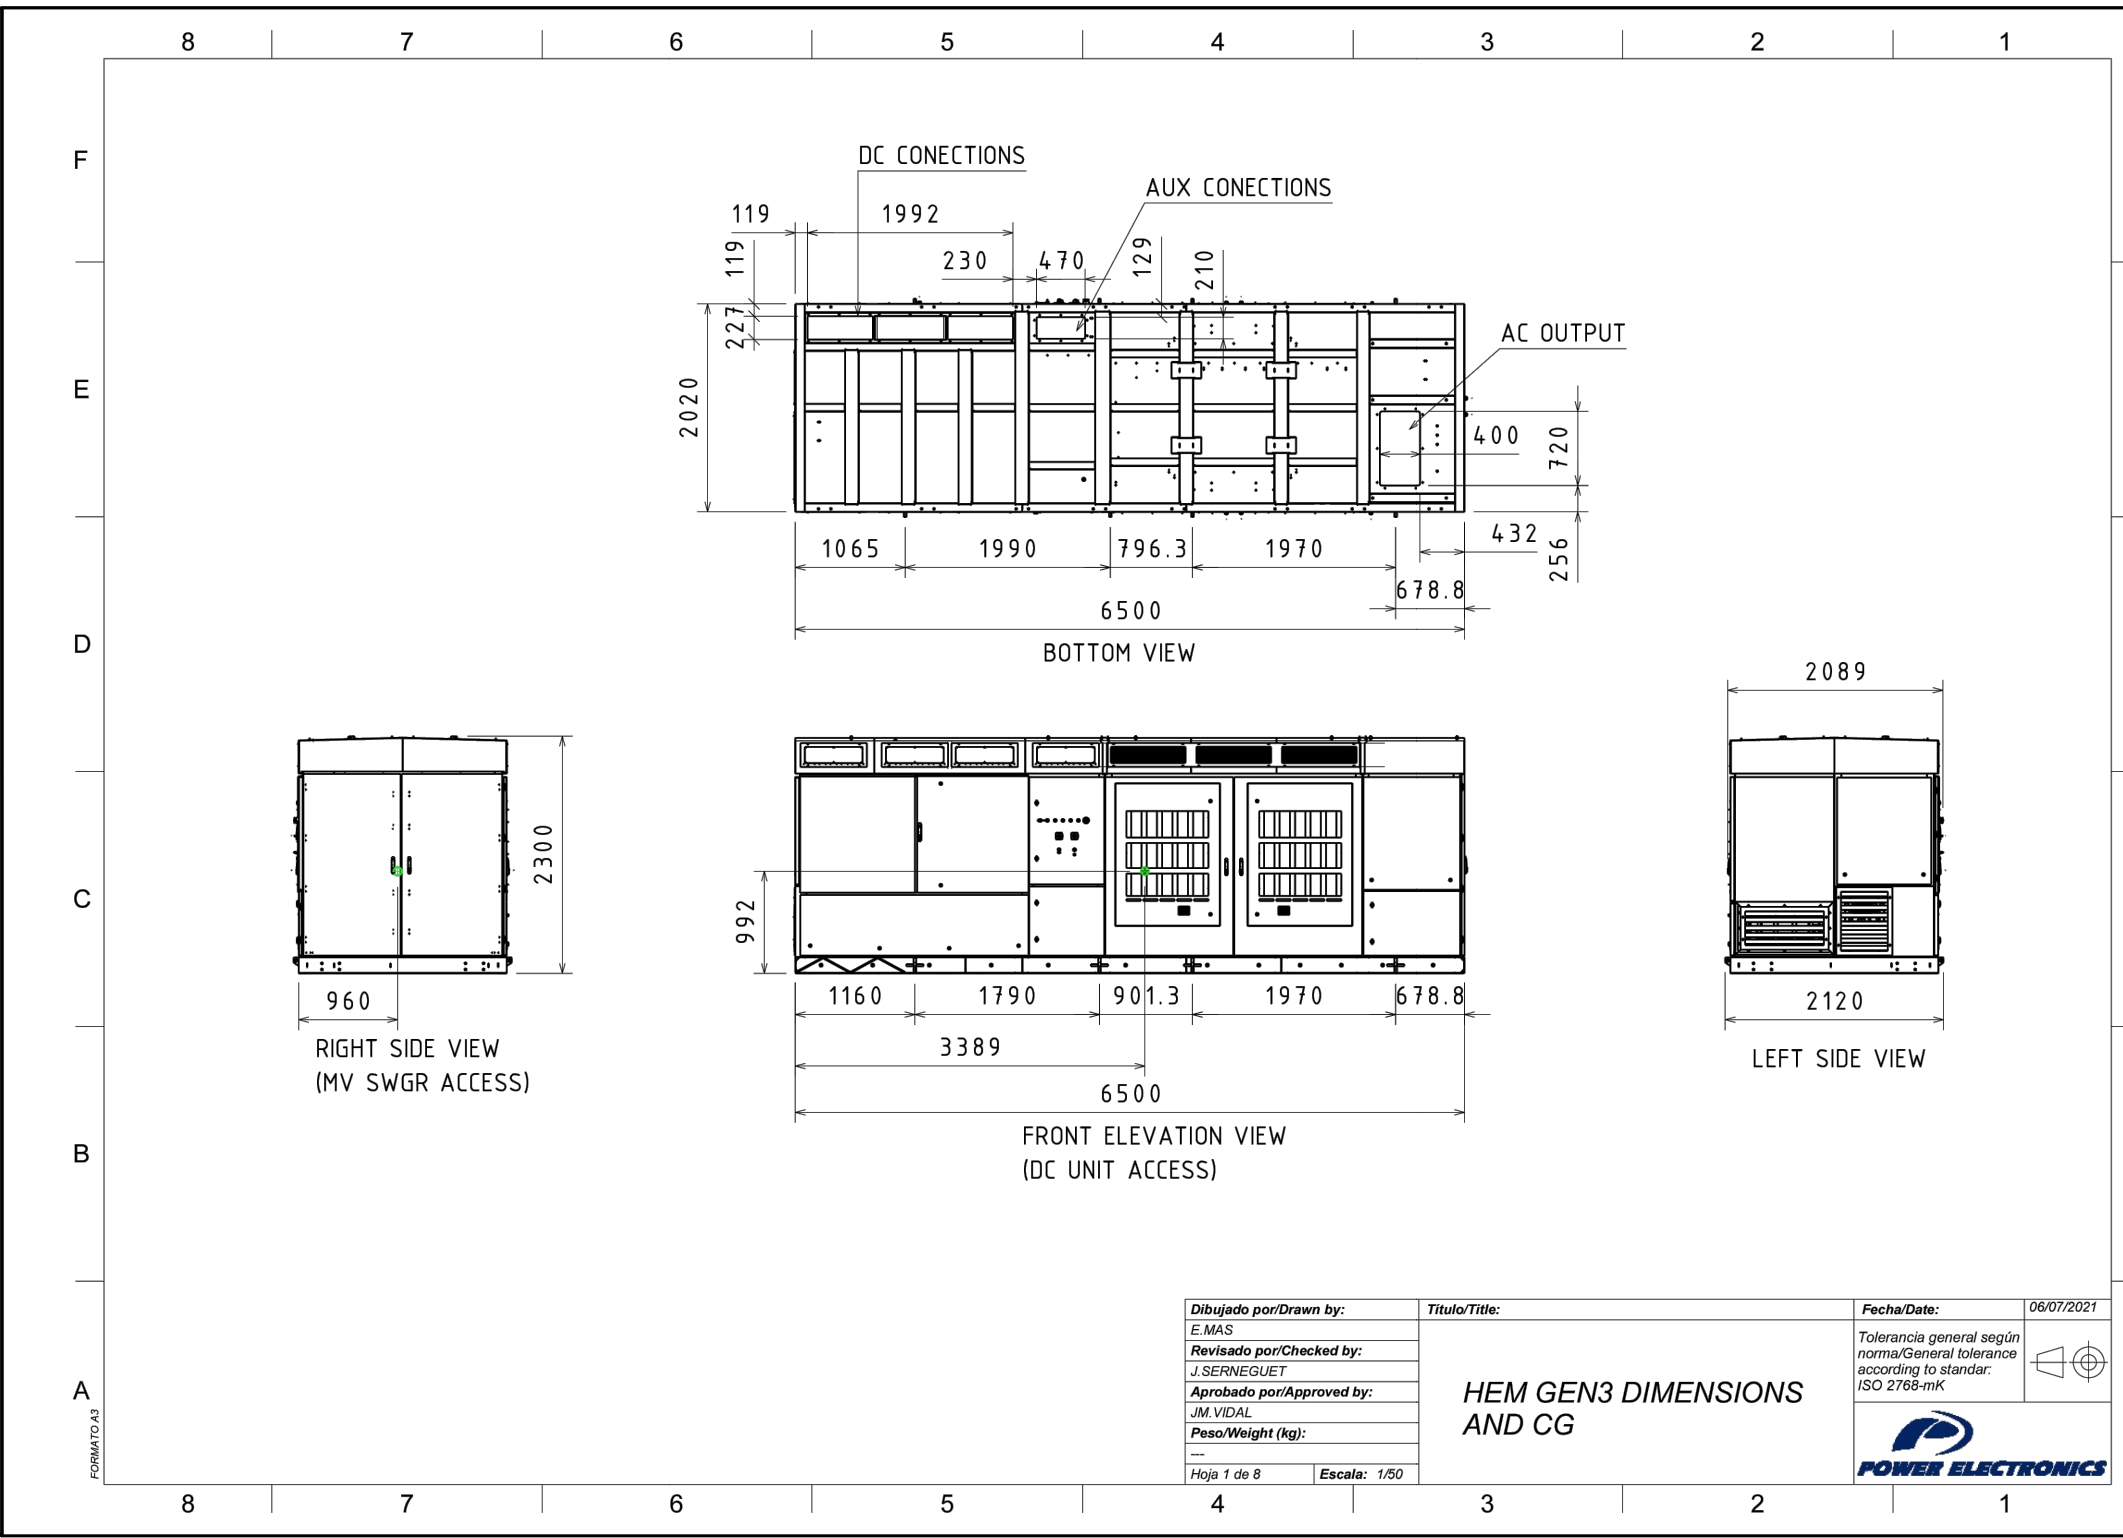 8 7 6 5 4 3 2 1
F
E
D
C
B
A
FORMATO A3
DC CONECTIONS
AUX CONECTIONS
AC OUTPUT
119
1992
119
230
470
129
210
227
2020
400
720
432
256
1065
1990
796.3
1970
678.8
6500
BOTTOM VIEW
2300
960
RIGHT SIDE VIEW
(MV SWGR ACCESS)
992
1160
1790
901.3
1970
678.8
3389
6500
FRONT ELEVATION VIEW
(DC UNIT ACCESS)
2089
2120
LEFT SIDE VIEW
Dibujado por/Drawn by:
E.MAS
Revisado por/Checked by:
J.SERNEGUET
Aprobado por/Approved by:
JM.VIDAL
Peso/Weight (kg):
---
Hoja 1 de 8
Escala: 1/50
Título/Title:
HEM GEN3 DIMENSIONS
AND CG
Fecha/Date:
06/07/2021
Tolerancia general según
norma/General tolerance
according to standar:
ISO 2768-mK
POWER ELECTRONICS
8 7 6 5 4 3 2 1